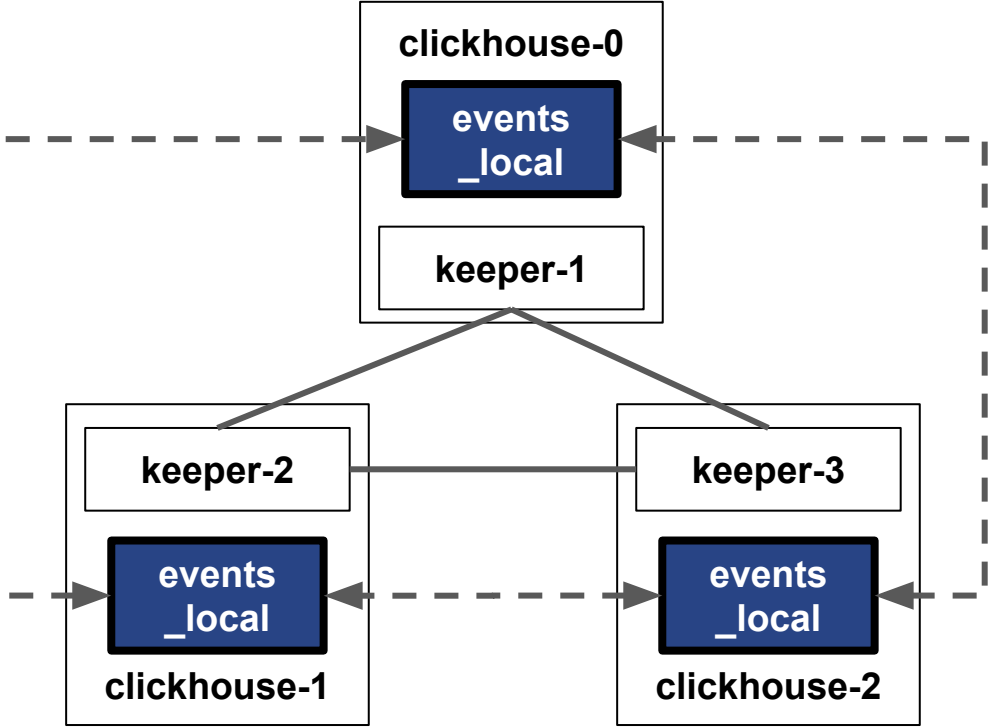 clickhouse-0
events
_local
keeper-1
keeper-2
keeper-3
events
_local
events
_local
clickhouse-1
clickhouse-2